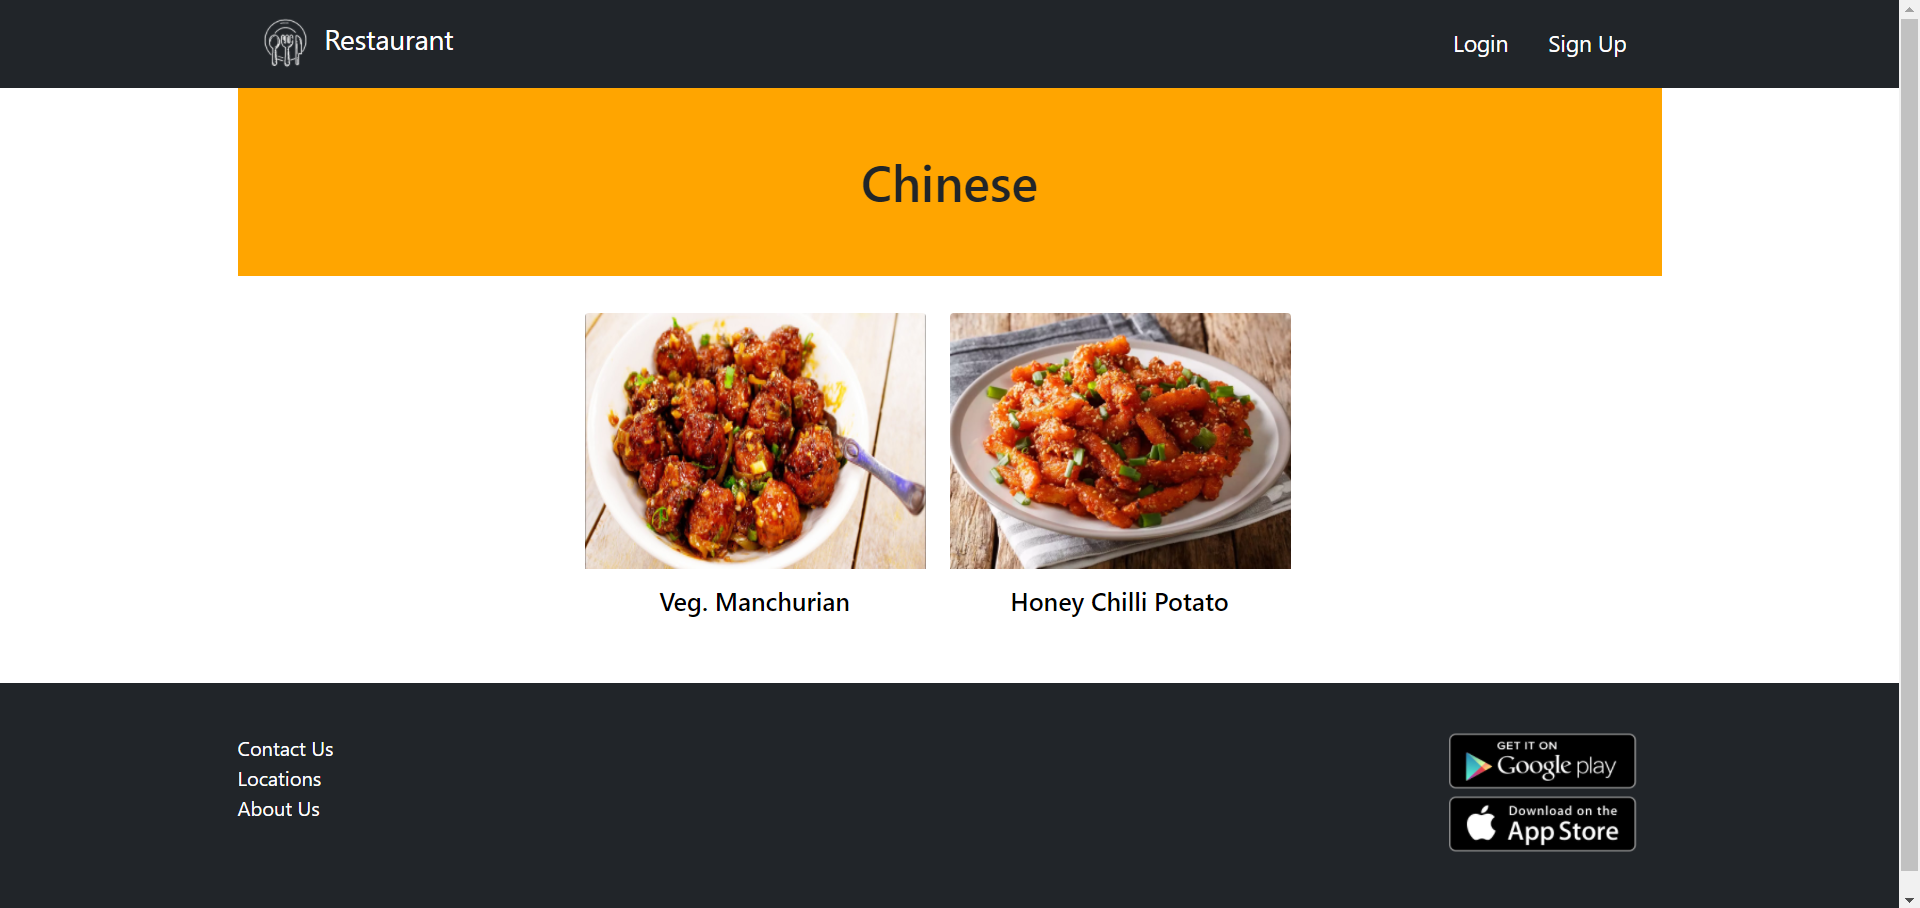 Restaurant
Login
Sign Up
Chinese
Veg. Manchurian
Honey Chilli Potato
Contact Us
Locations
About Us
GET IT ON
Google play
Download on the
App Store